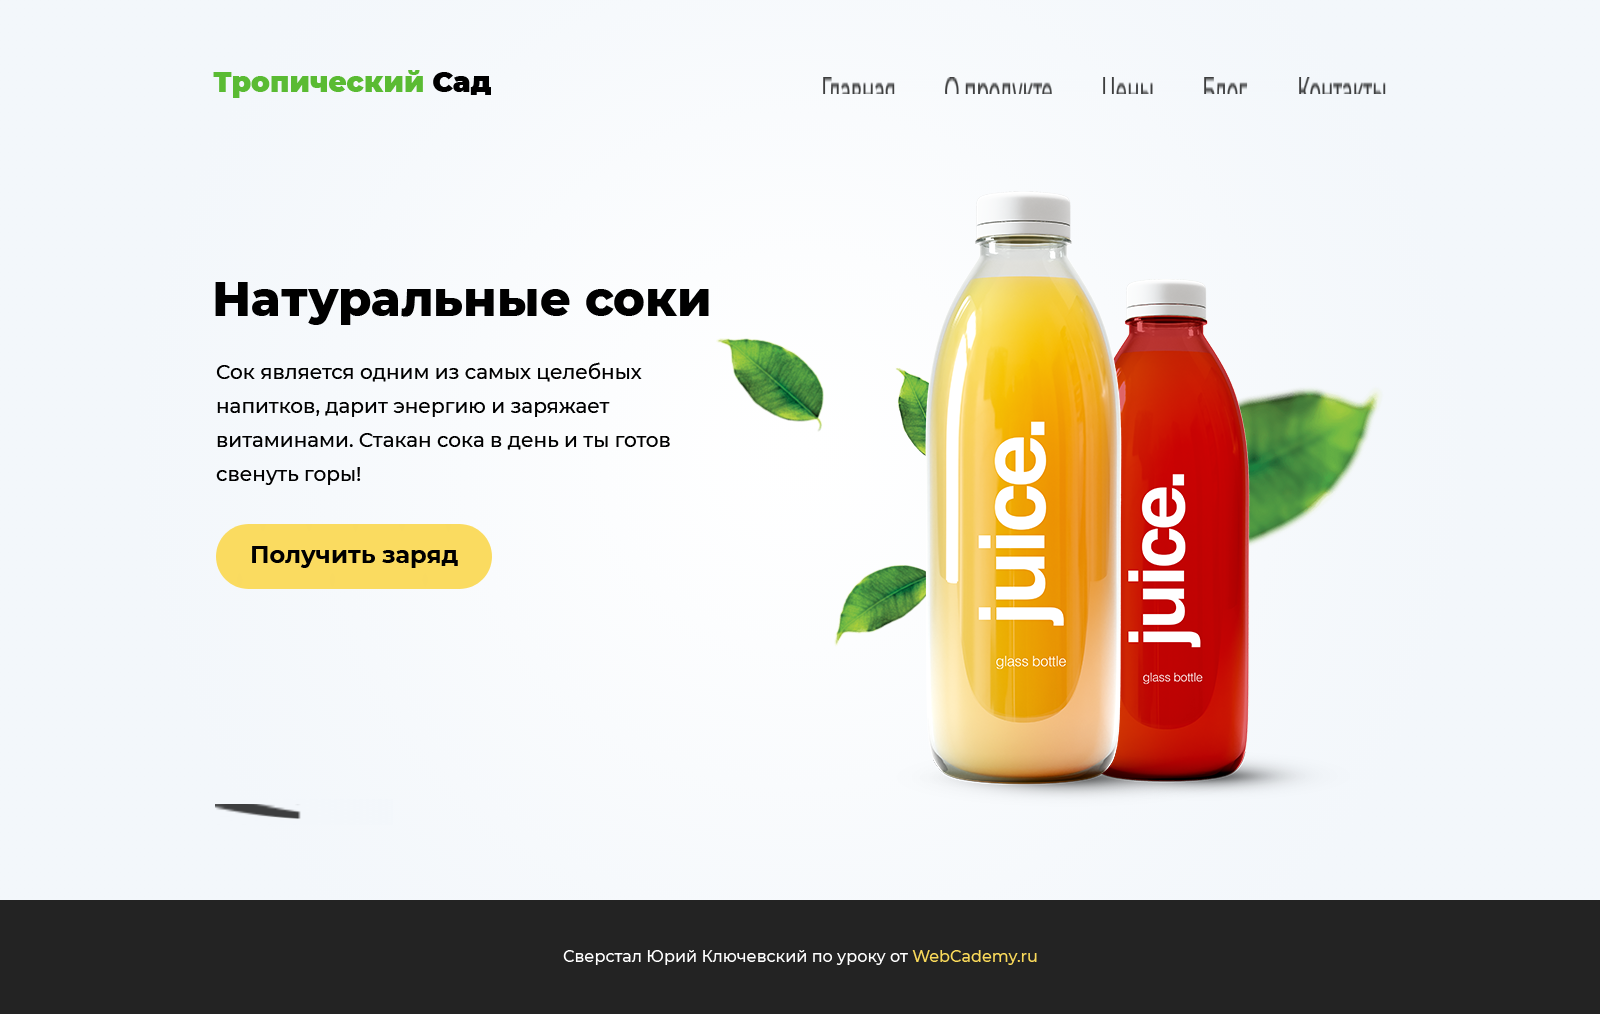 Тропический Сад
Главная О продукте Цены Блог Контакты
Натуральные соки
Сок является одним из самых целебных
напитков, дарит энергию и заряжает
витаминами. Стакан сока в день и ты готов
свенуть горы!
Получить заряд
juice.
glass bottle
juice.
glass bottle
Сверстал Юрий Ключевский по уроку от WebCademy.ru